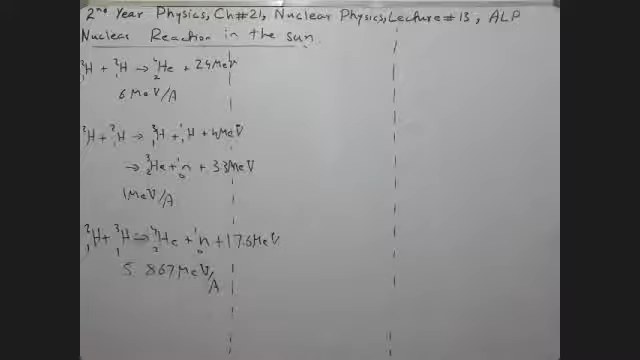 2nd Year Physics, Ch#21, Nuclear Physics, Lecture#13, ALP
Nuclear Reaction in the sun.
²₁H + ²₁H → ⁴₂He + 24MeV
6 MeV/A
²₁H + ²₁H → ³₁H + ¹₁H + 4MeV
→ ³₂He + ¹₀n + 3.3MeV
1MeV/A
²₁H + ³₁H → ⁴₂He + ¹₀n + 17.6MeV
5.867MeV/A